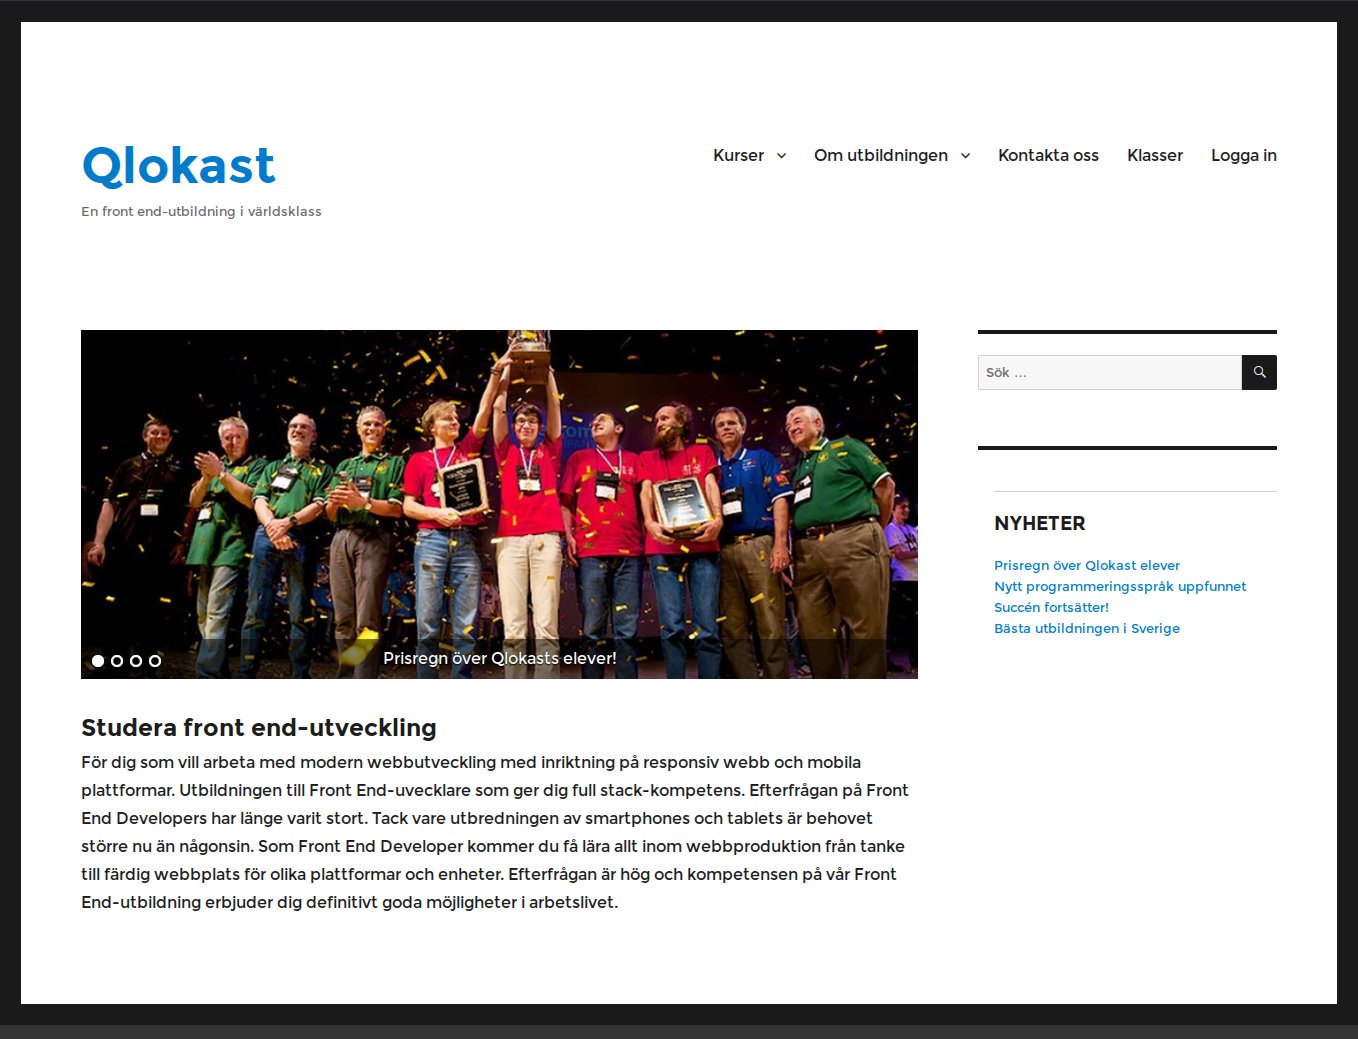 Qlokast
En front end-utbildning i världsklass
Kurser
Om utbildningen
Kontakta oss
Klasser
Logga in
Prisregn över Qlokasts elever!
Studera front end-utveckling
För dig som vill arbeta med modern webbutveckling med inriktning på responsiv webb och mobila
plattformar. Utbildningen till Front End-uvecklare som ger dig full stack-kompetens. Efterfrågan på Front
End Developers har länge varit stort. Tack vare utbredningen av smartphones och tablets är behovet
större nu än någonsin. Som Front End Developer kommer du få lära allt inom webbproduktion från tanke
till färdig webbplats för olika plattformar och enheter. Efterfrågan är hög och kompetensen på vår Front
End-utbildning erbjuder dig definitivt goda möjligheter i arbetslivet.
Sök …
NYHETER
Prisregn över Qlokast elever
Nytt programmeringsspråk uppfunnet
Succén fortsätter!
Bästa utbildningen i Sverige